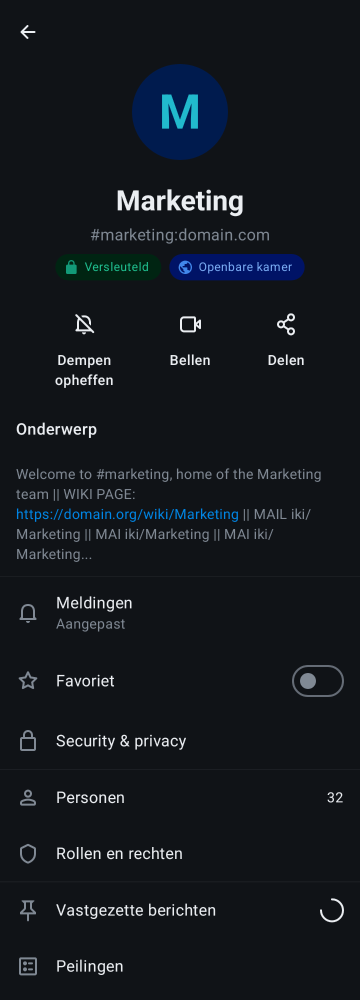 M
Marketing
#marketing:domain.com
Versleuteld
Openbare kamer
Dempen
opheffen
Bellen
Delen
Onderwerp
Welcome to #marketing, home of the Marketing
team || WIKI PAGE:
https://domain.org/wiki/Marketing || MAIL iki/
Marketing || MAI iki/Marketing || MAI iki/
Marketing...
Meldingen
Aangepast
Favoriet
Security & privacy
Personen
32
Rollen en rechten
Vastgezette berichten
Peilingen